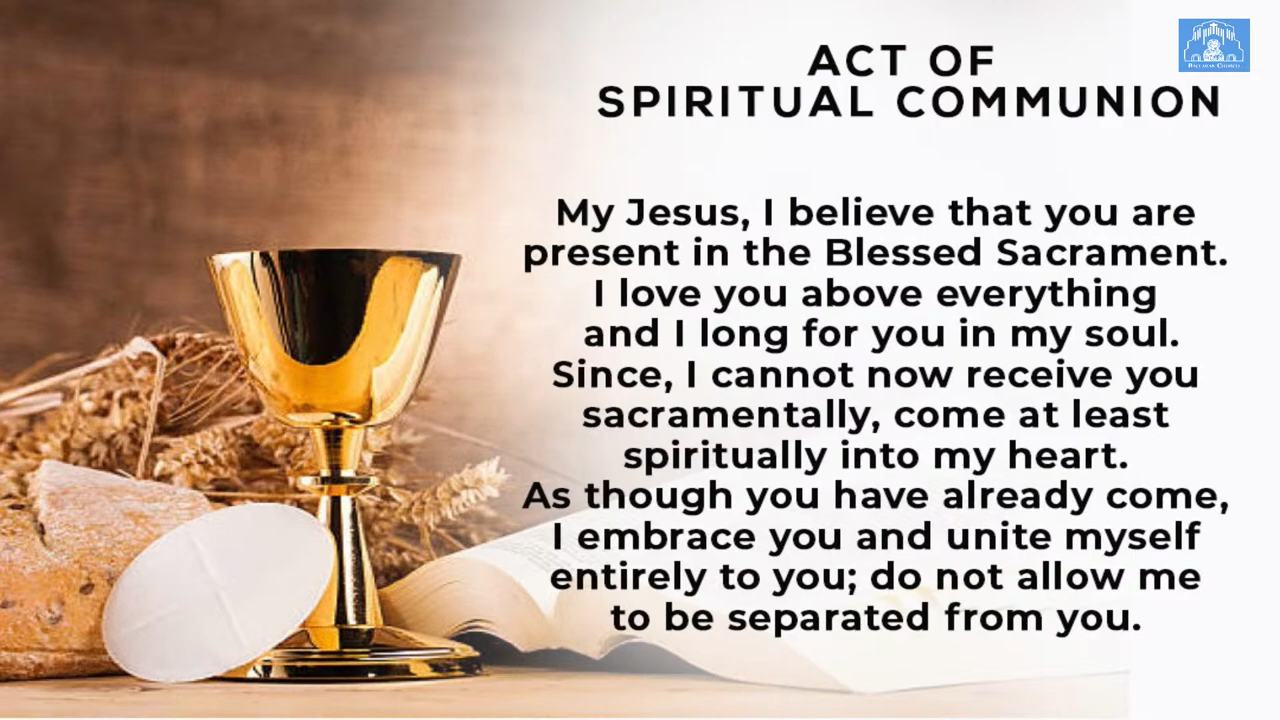 ACT OF
SPIRITUAL COMMUNION
My Jesus, I believe that you are
present in the Blessed Sacrament.
I love you above everything
and I long for you in my soul.
Since, I cannot now receive you
sacramentally, come at least
spiritually into my heart.
As though you have already come,
I embrace you and unite myself
entirely to you; do not allow me
to be separated from you.